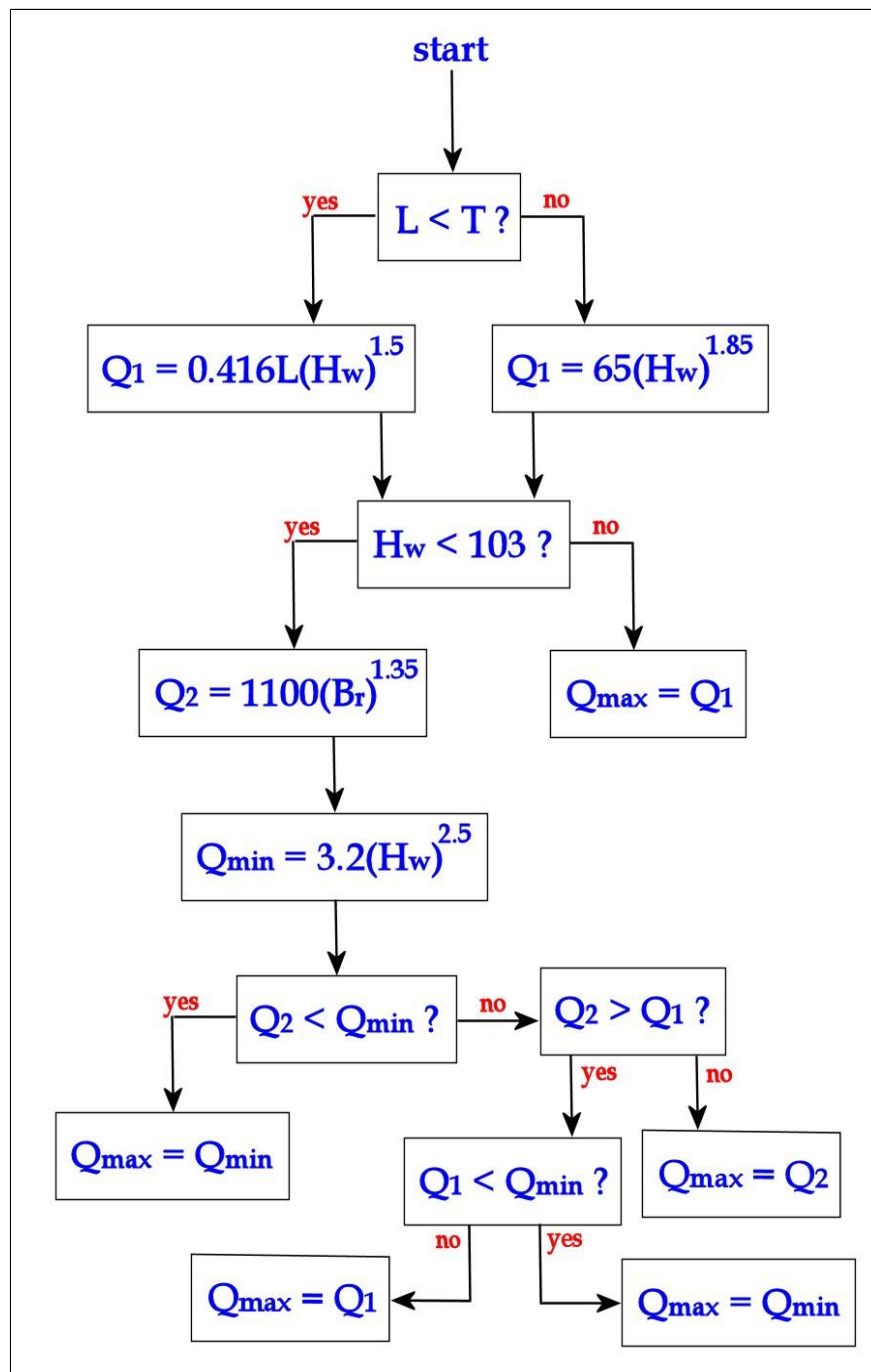 start
yes
no
L < T ?
Q1 = 0.416L(Hw)^1.5
Q1 = 65(Hw)^1.85
yes
no
Hw < 103 ?
Q2 = 1100(Br)^1.35
Qmax = Q1
Qmin = 3.2(Hw)^2.5
yes
Q2 < Qmin ?
no
Q2 > Q1 ?
yes
no
Qmax = Qmin
Q1 < Qmin ?
Qmax = Q2
no
yes
Qmax = Q1
Qmax = Qmin